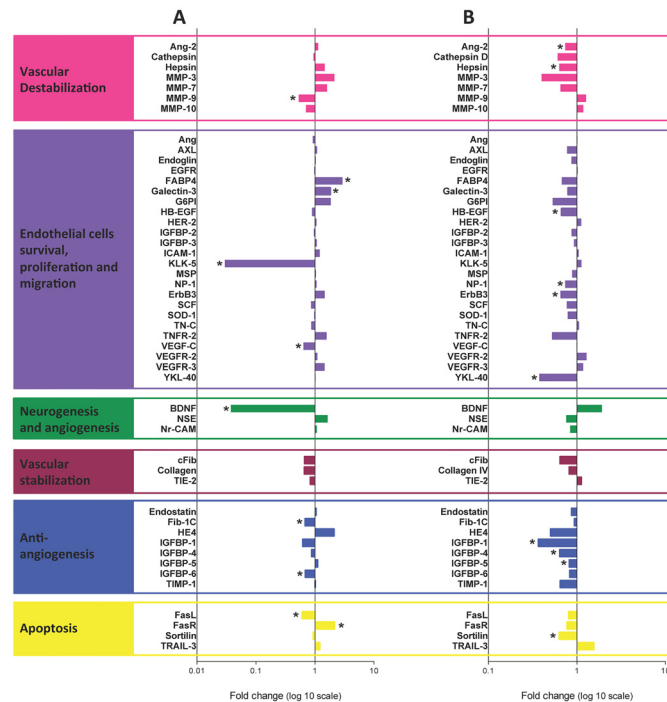 A
B
Vascular
Destabilization
Ang-2
Cathepsin
Hepsin
MMP-3
MMP-7
MMP-9
*
MMP-10
Ang-2
*
Cathepsin D
Hepsin
*
MMP-3
MMP-7
MMP-9
MMP-10
Endothelial cells
survival,
proliferation and
migration
Ang
AXL
Endoglin
EGFR
FABP4
*
Galectin-3
*
G6PI
HB-EGF
HER-2
IGFBP-2
IGFBP-3
ICAM-1
KLK-5
*
MSP
NP-1
ErbB3
SCF
SOD-1
TN-C
TNFR-2
VEGF-C
*
VEGFR-2
VEGFR-3
YKL-40
Ang
AXL
Endoglin
EGFR
FABP4
Galectin-3
G6PI
HB-EGF
*
HER-2
IGFBP-2
IGFBP-3
ICAM-1
KLK-5
MSP
NP-1
*
ErbB3
*
SCF
SOD-1
TN-C
TNFR-2
VEGF-C
VEGFR-2
VEGFR-3
YKL-40
*
Neurogenesis
and angiogenesis
BDNF
*
NSE
Nr-CAM
BDNF
NSE
Nr-CAM
Vascular
stabilization
cFib
Collagen
TIE-2
cFib
Collagen IV
TIE-2
Anti-
angiogenesis
Endostatin
Fib-1C
*
HE4
IGFBP-1
IGFBP-4
IGFBP-5
IGFBP-6
*
TIMP-1
Endostatin
Fib-1C
HE4
IGFBP-1
*
IGFBP-4
*
IGFBP-5
*
IGFBP-6
TIMP-1
Apoptosis
FasL
*
FasR
*
Sortilin
TRAIL-3
FasL
FasR
Sortilin
*
TRAIL-3
0.01
0.1
1
10
0.1
1
10
Fold change (log 10 scale)
Fold change (log 10 scale)